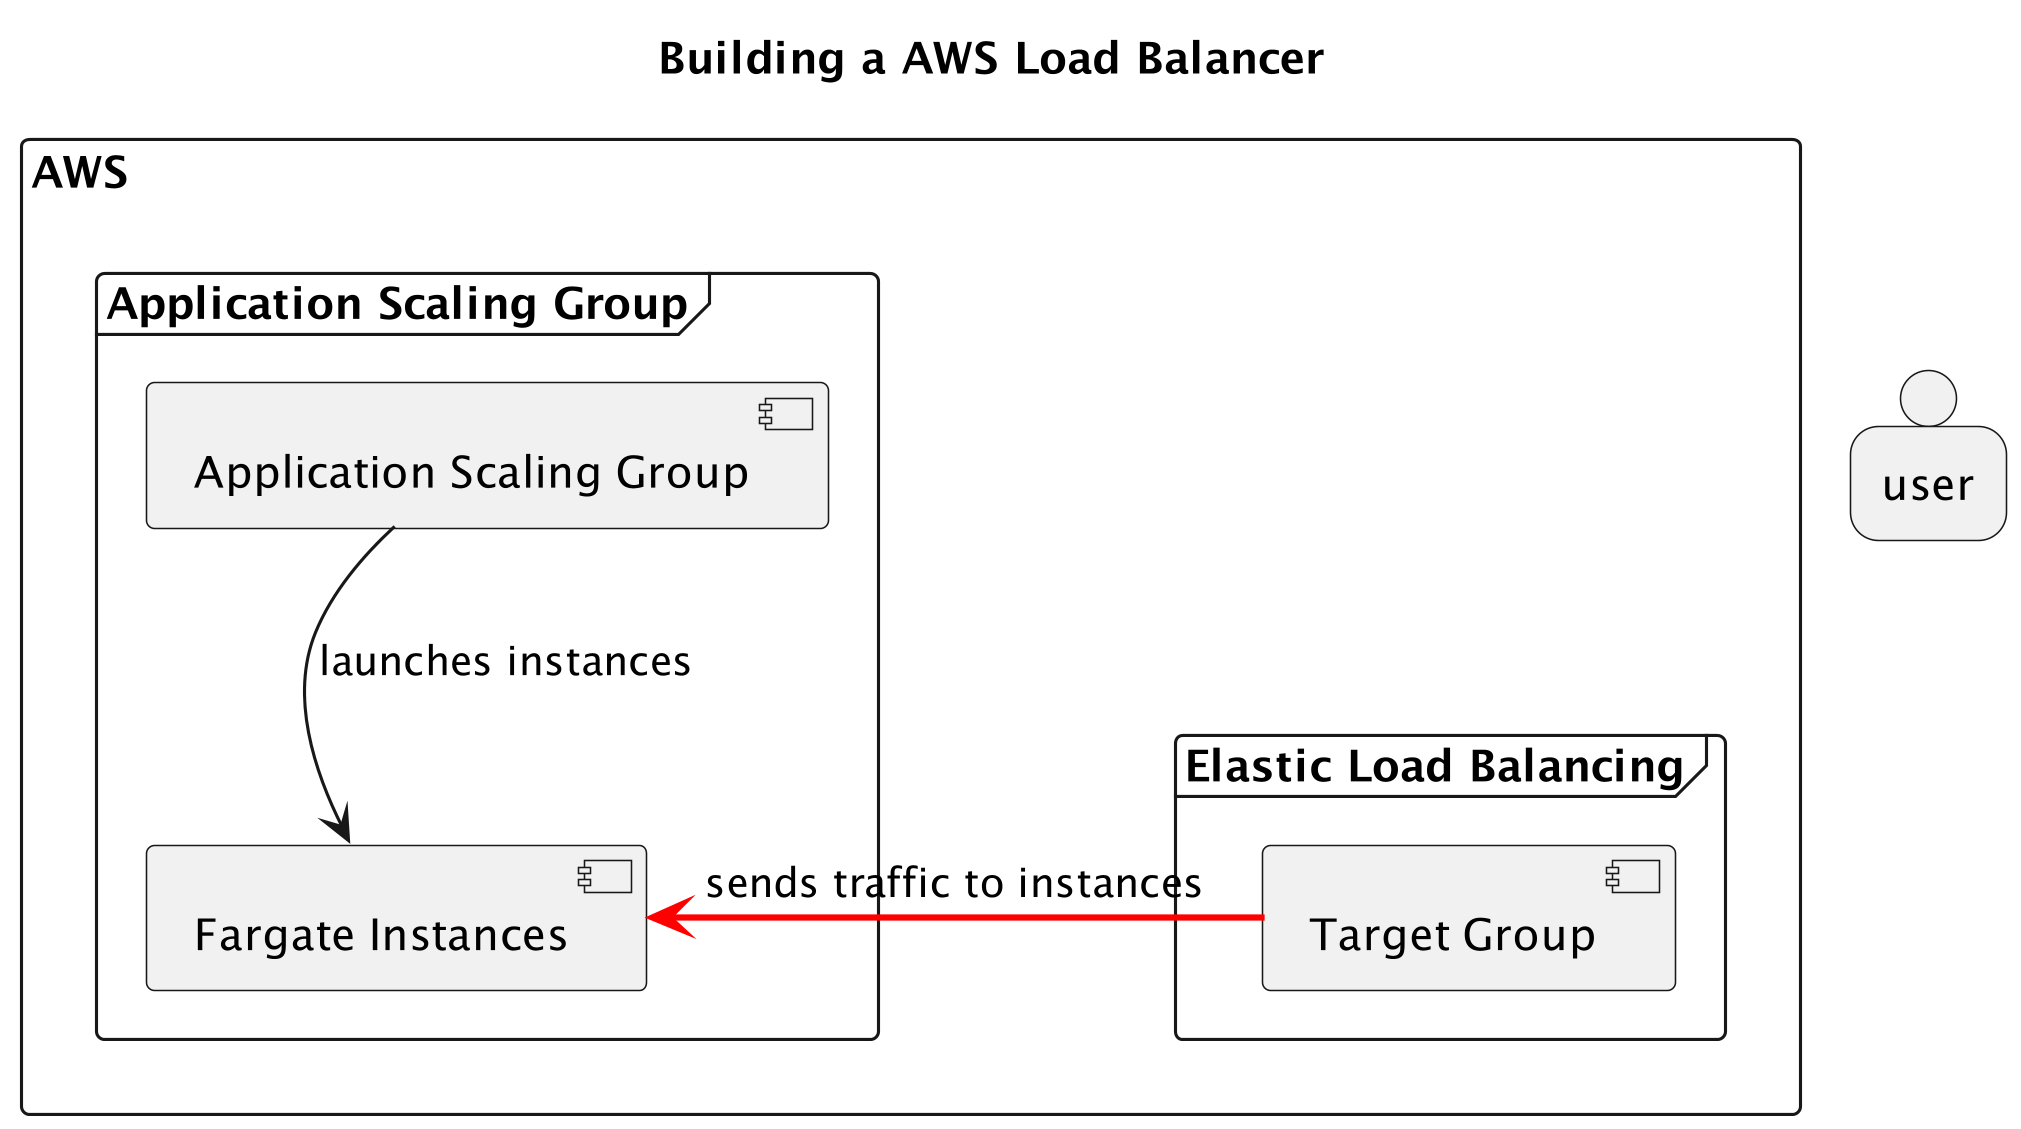 Building a AWS Load Balancer
AWS
Application Scaling Group
Application Scaling Group
user
launches instances
Elastic Load Balancing
sends traffic to instances
Fargate Instances
Target Group